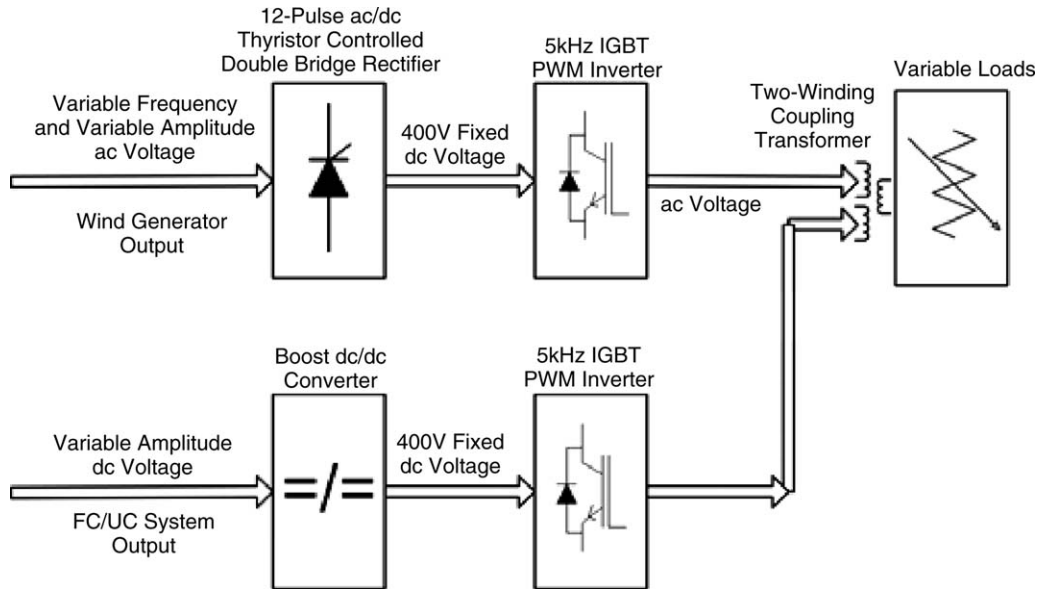 12-Pulse ac/dc
Thyristor Controlled
Double Bridge Rectifier
5kHz IGBT
PWM Inverter
Variable Loads
Two-Winding
Coupling
Transformer
Variable Frequency
and Variable Amplitude
ac Voltage
400V Fixed
dc Voltage
ac Voltage
Wind Generator
Output
Boost dc/dc
Converter
5kHz IGBT
PWM Inverter
Variable Amplitude
dc Voltage
400V Fixed
dc Voltage
FC/UC System
Output